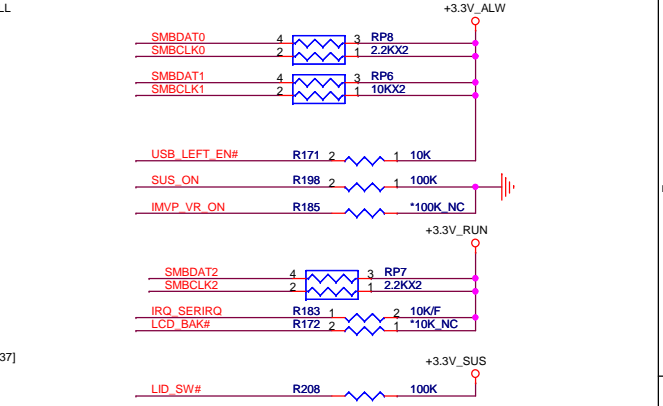 LL
+3.3V_ALW
SMBDAT0 4 3 RP8
SMBCLK0 2 1 2.2KX2
SMBDAT1 4 3 RP6
SMBCLK1 2 1 10KX2
USB_LEFT_EN# R171 2 1 10K
SUS_ON R198 2 1 100K
IMVP_VR_ON R185 *100K_NC
+3.3V_RUN
SMBDAT2 4 3 RP7
SMBCLK2 2 1 2.2KX2
IRQ_SERIRQ R183 1 2 10K/F
LCD_BAK# R172 2 1 *10K_NC
37]
+3.3V_SUS
LID_SW# R208 100K